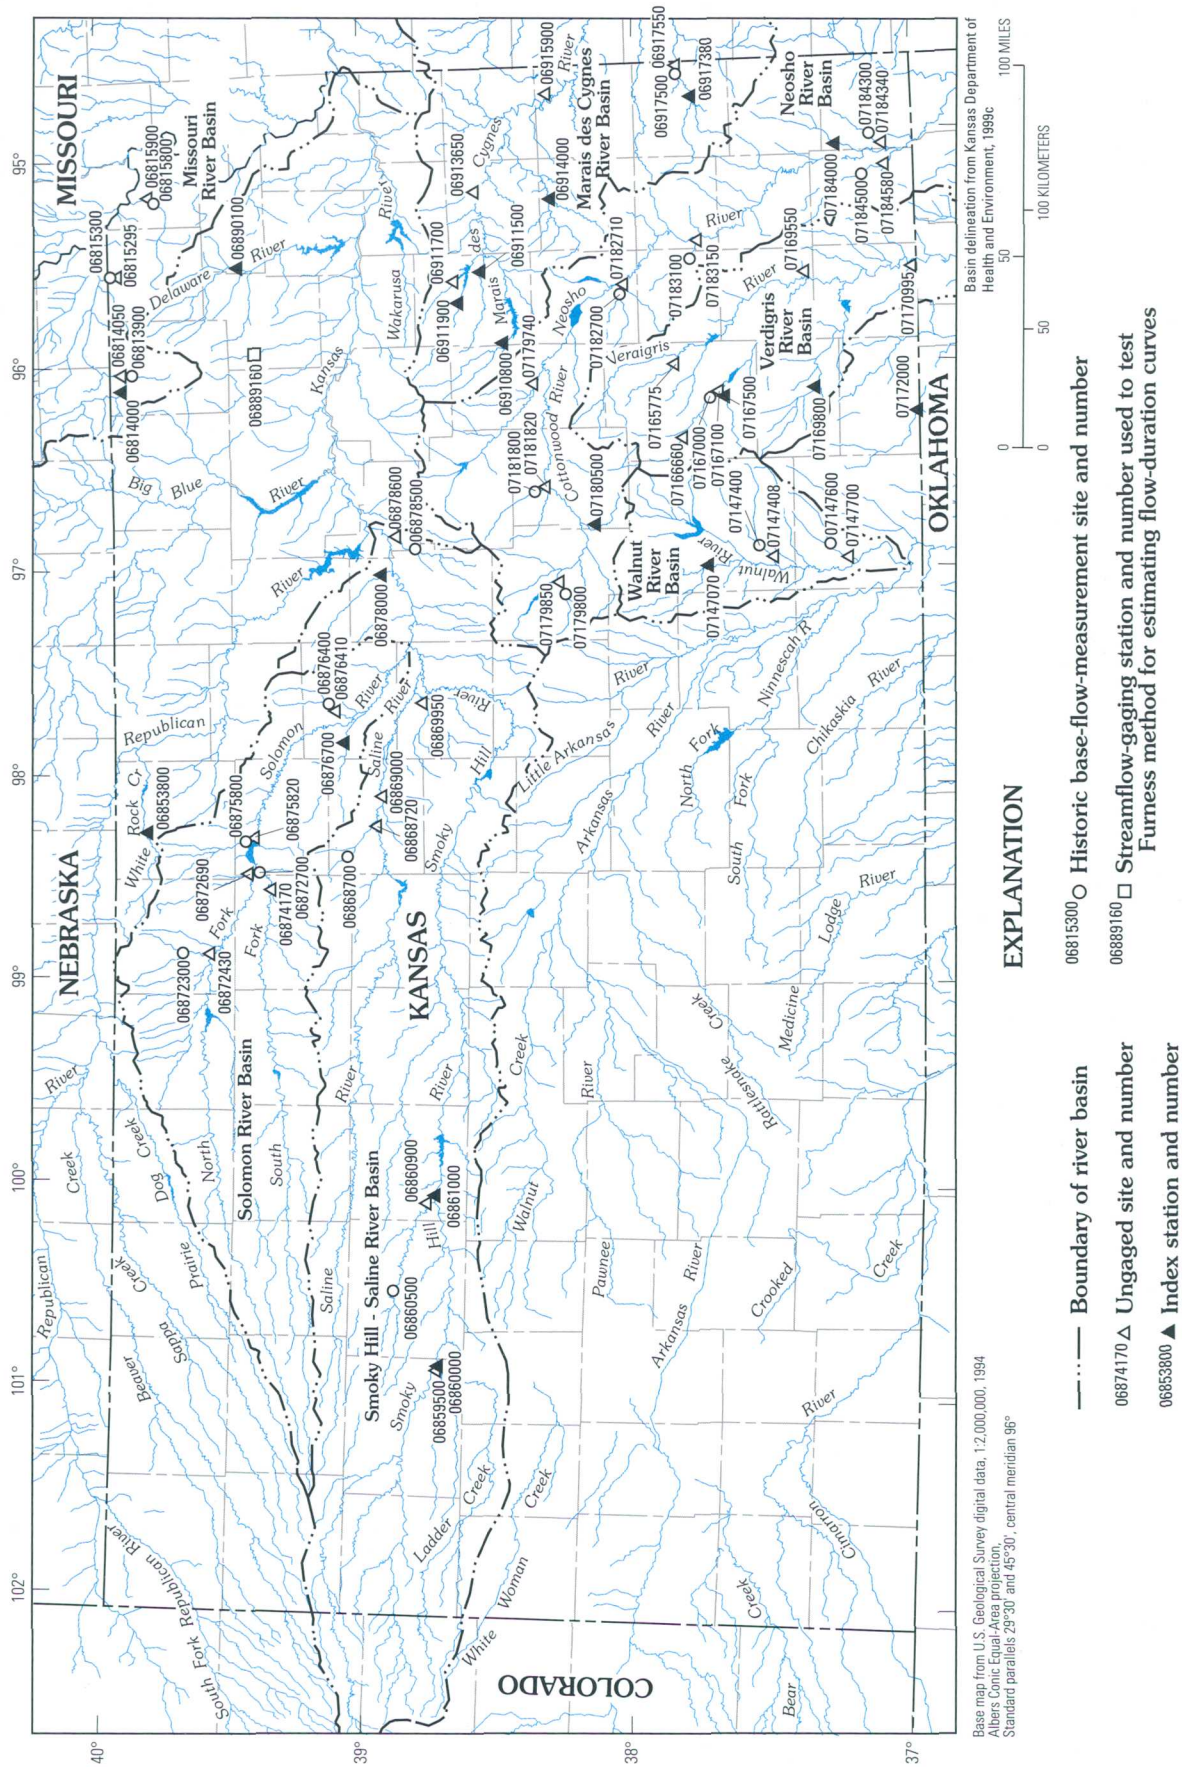 102°
101°
100°
99°
98°
97°
96°
95°
40°
39°
38°
37°
NEBRASKA
MISSOURI
COLORADO
KANSAS
OKLAHOMA
South Fork Republican River
Republican
River
Beaver
Creek
Sappa
Creek
Prairie
Dog
Creek
White
Rock Cr
Republican
Big
Blue
River
North
Fork
South
Fork
Solomon
River
Solomon River Basin
Saline
River
Saline
River
Smoky Hill - Saline River Basin
Smoky
Hill
River
Smoky
Hill
River
Ladder
Creek
White
Woman
Creek
Walnut
Creek
Pawnee
River
Arkansas
River
Arkansas
River
Little Arkansas
River
Rattlesnake
Creek
Crooked
Creek
Cimarron
River
Bear
Creek
Medicine
Lodge
River
North
Fork
South
Fork
Ninnescah R
Chikaskia
River
Walnut
River
Walnut
River
Basin
River
Kansas
Delaware
River
Missouri
River Basin
Wakarusa
River
Marais
des
Cygnes
River
Marais des Cygnes
River Basin
Neosho
River
Cottonwood River
Neosho
River
Basin
Veraigris
River
Verdigris
River
Basin
06815300
06815295
06815900
06815800
06814050
06813900
06814000
06890100
06889160
06853800
06875800
06875820
06872690
06872700
06874170
06872300
06872430
06868700
06868720
06869000
06869950
06876400
06876410
06876700
06878000
06878600
06878500
06860900
06861000
06860500
06859500
06860000
06911700
06911900
06911500
06910800
06913650
06914000
06915900
06917500
06917550
06917380
07179740
07181800
07181820
07180500
07179850
07179800
07182700
07182710
07183100
07183150
07184000
07184300
07184340
07184500
07184580
07165775
07166660
07167000
07167100
07167500
07169550
07169800
07170995
07172000
07147070
07147400
07147408
07147600
07147700
Base map from U.S. Geological Survey digital data, 1:2,000,000, 1994
Albers Conic Equal-Area projection,
Standard parallels 29°30' and 45°30', central meridian 96°
Basin delineation from Kansas Department of
Health and Environment, 1999c
0
50
100 MILES
0
50
100 KILOMETERS
EXPLANATION
Boundary of river basin
06874170 Ungaged site and number
06853800 Index station and number
06815300 Historic base-flow-measurement site and number
06889160 Streamflow-gaging station and number used to test
Furness method for estimating flow-duration curves